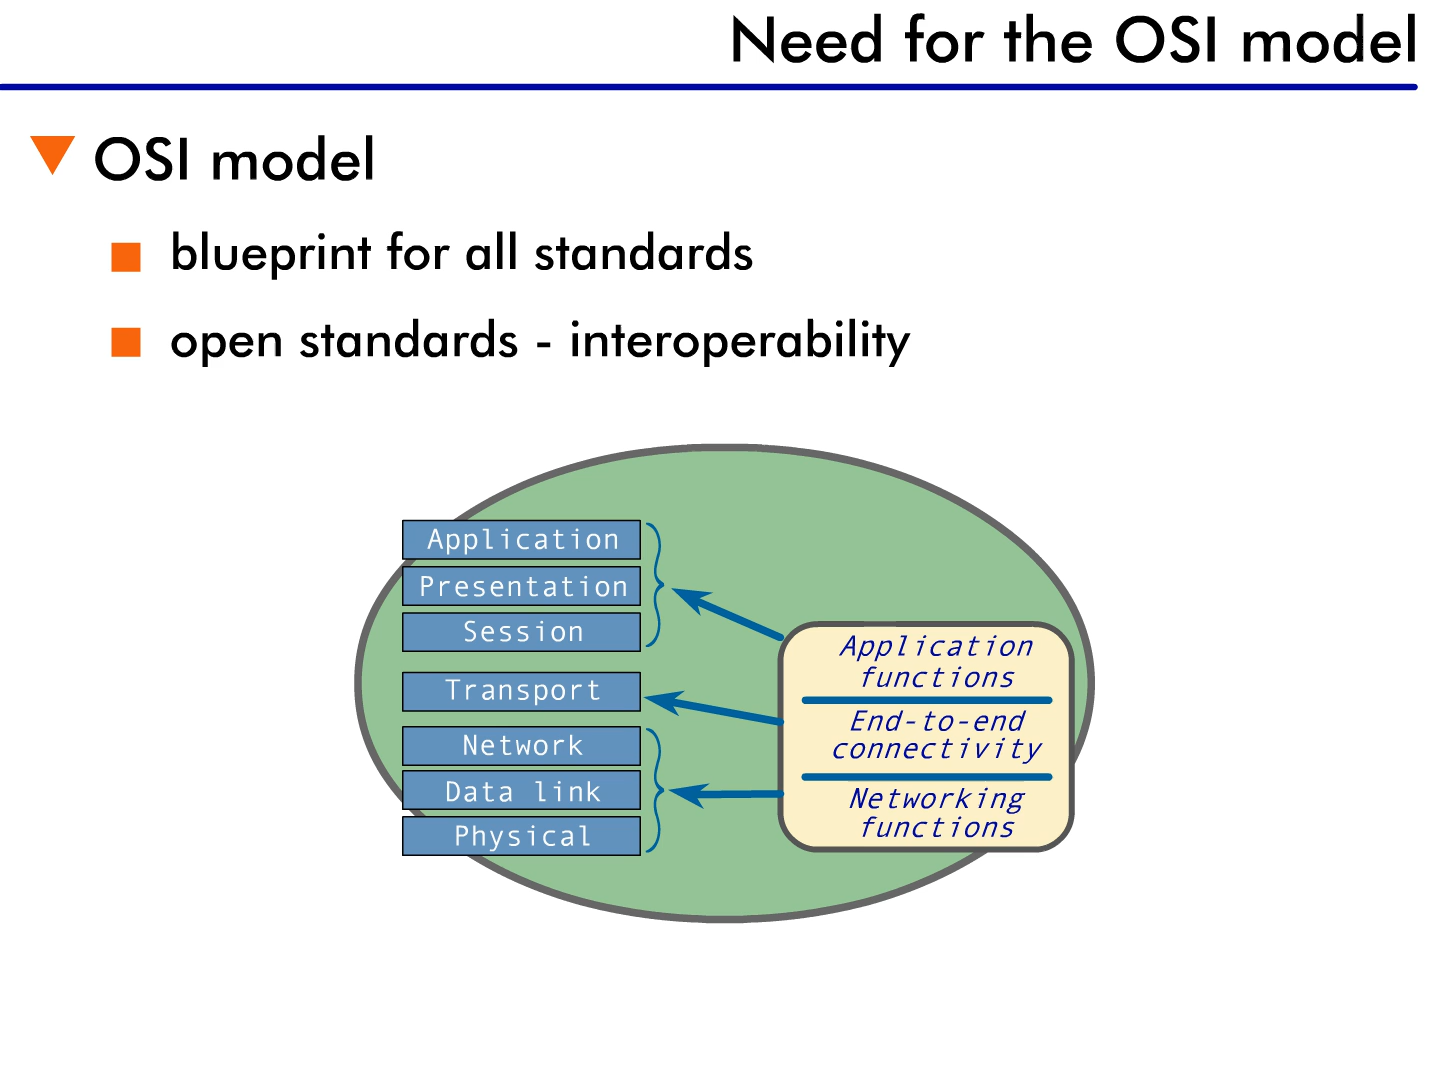 Need for the OSI model
OSI model
blueprint for all standards
open standards - interoperability
Application
Presentation
Session
Transport
Network
Data link
Physical
Application
functions
End-to-end
connectivity
Networking
functions